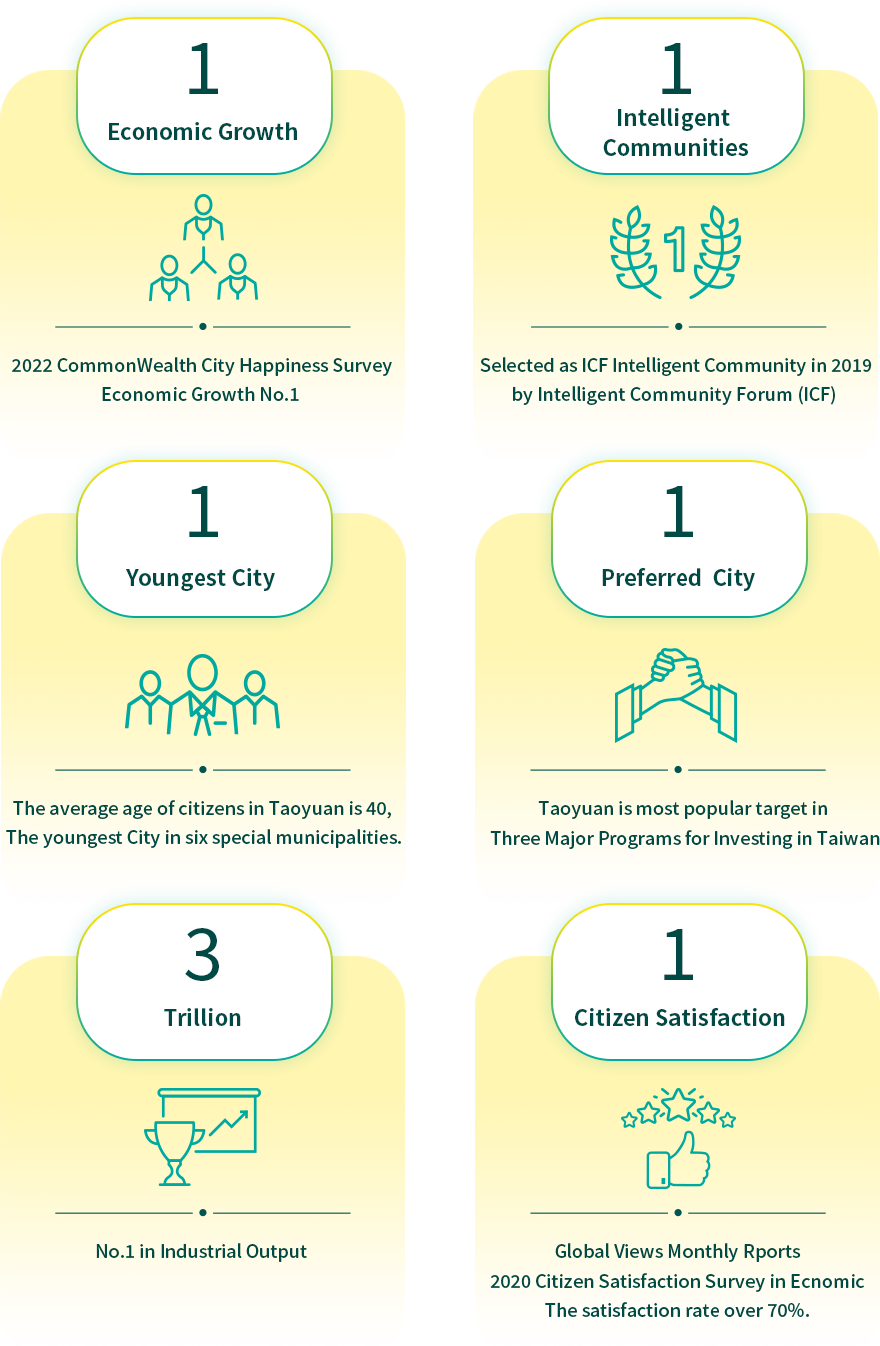 1
Economic Growth
2022 CommonWealth City Happiness Survey
Economic Growth No.1
1
Intelligent
Communities
1
Selected as ICF Intelligent Community in 2019
by Intelligent Community Forum (ICF)
1
Youngest City
The average age of citizens in Taoyuan is 40,
The youngest City in six special municipalities.
1
Preferred City
Taoyuan is most popular target in
Three Major Programs for Investing in Taiwan
3
Trillion
No.1 in Industrial Output
1
Citizen Satisfaction
Global Views Monthly Rports
2020 Citizen Satisfaction Survey in Ecnomic
The satisfaction rate over 70%.